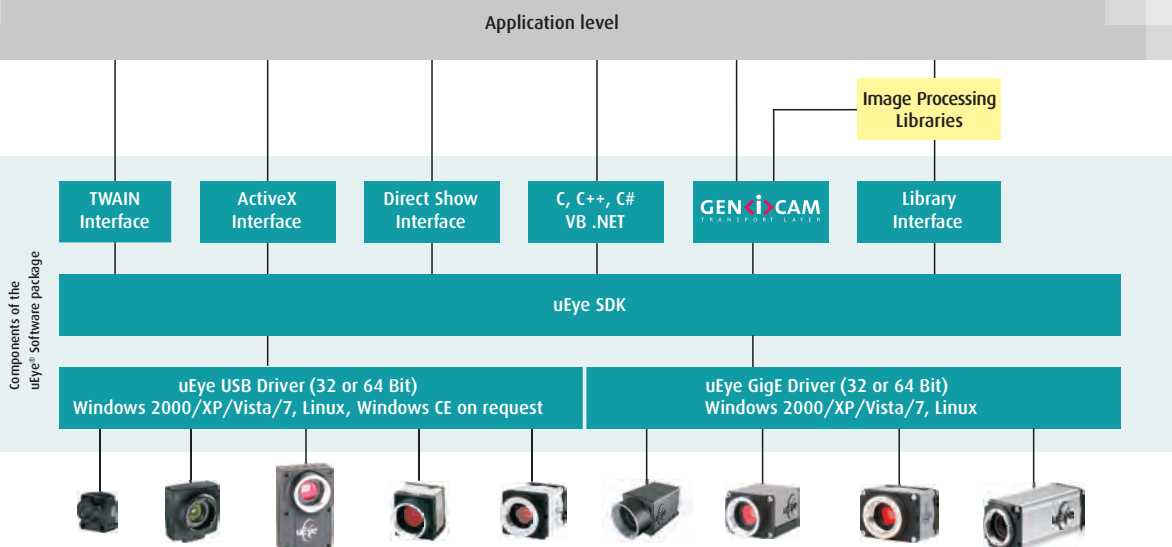 Application level
Image Processing
Libraries
TWAIN
Interface
ActiveX
Interface
Direct Show
Interface
C, C++, C#
VB .NET
GEN<i>CAM
TRANSPORT LAYER
Library
Interface
Components of the
uEye® Software package
uEye SDK
uEye USB Driver (32 or 64 Bit)
Windows 2000/XP/Vista/7, Linux, Windows CE on request
uEye GigE Driver (32 or 64 Bit)
Windows 2000/XP/Vista/7, Linux
uEye
uEye
uEye